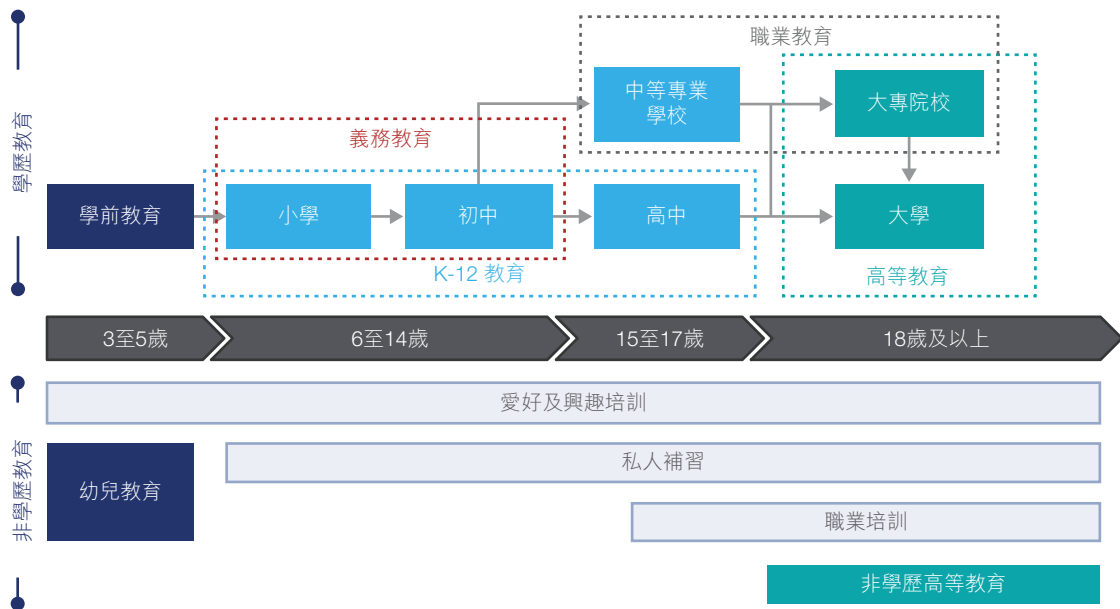 學歷教育
職業教育
中等專業
學校
大專院校
義務教育
學前教育
小學
初中
高中
大學
K-12 教育
高等教育
3至5歲
6至14歲
15至17歲
18歲及以上
非學歷教育
愛好及興趣培訓
幼兒教育
私人補習
職業培訓
非學歷高等教育